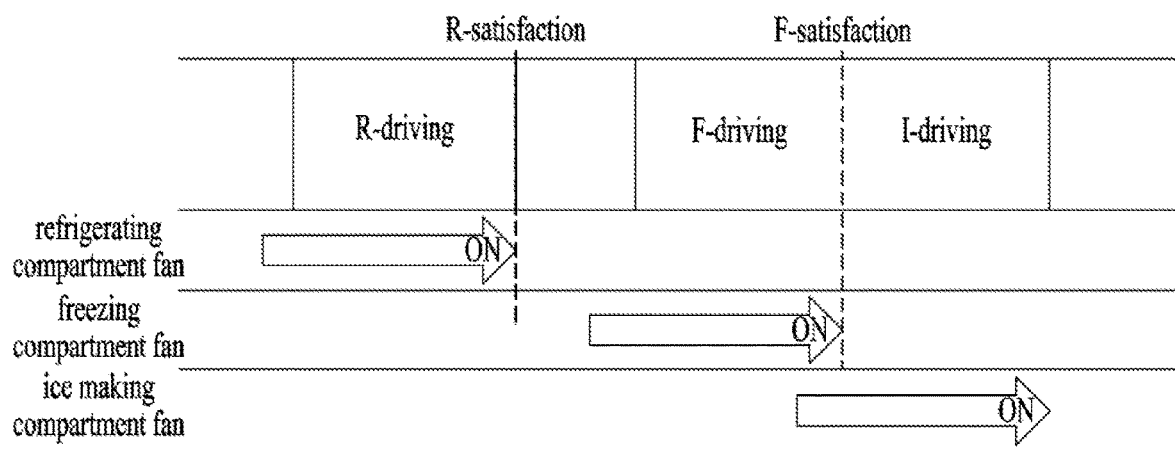 R-satisfaction F-satisfaction
R-driving F-driving I-driving
refrigerating
compartment fan
ON
freezing
compartment fan
ON
ice making
compartment fan
ON